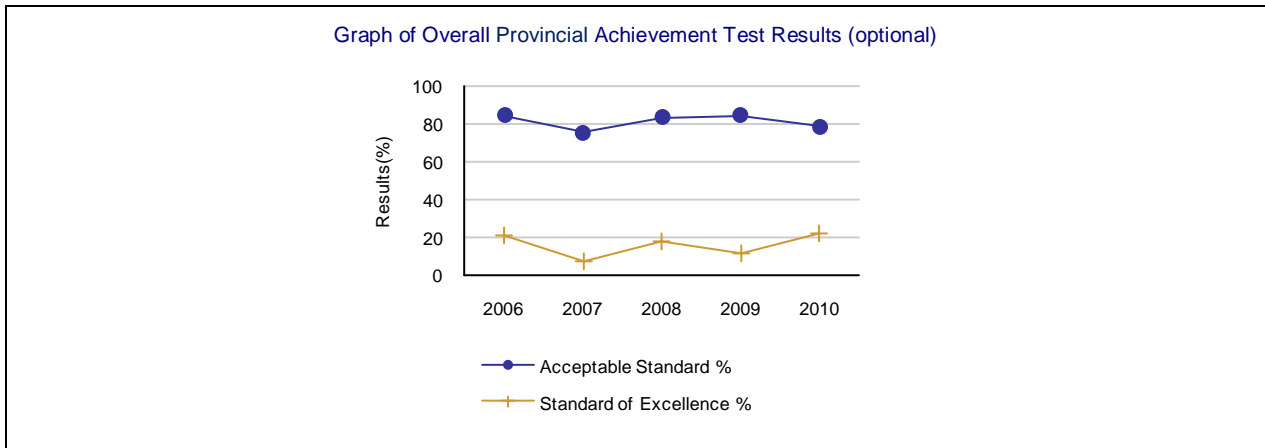 Graph of Overall Provincial Achievement Test Results (optional)
100
80
60
40
20
0
Results(%)
2006 2007 2008 2009 2010
Acceptable Standard %
Standard of Excellence %